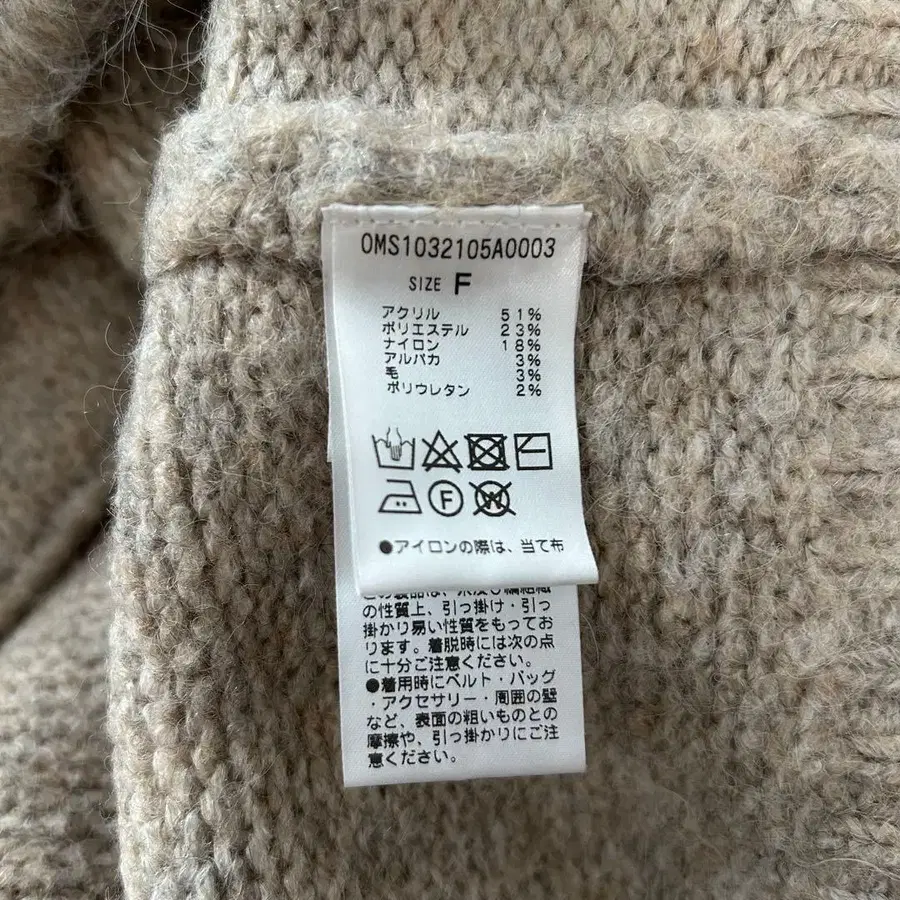 OMS1032105A0003
SIZE F
アクリル 51%
ポリエステル 23%
ナイロン 18%
アルパカ 3%
毛 3%
ポリウレタン 2%
F
W
●アイロンの際は、当て布
の性質上、引っ掛け・引っ
掛かり易い性質をもってお
ります。着脱時には次の点
に十分ご注意ください。
●着用時にベルト・バッグ
・アクセサリー・周囲の壁
など、表面の粗いものとの
摩擦や、引っ掛かりにご注
意ください。